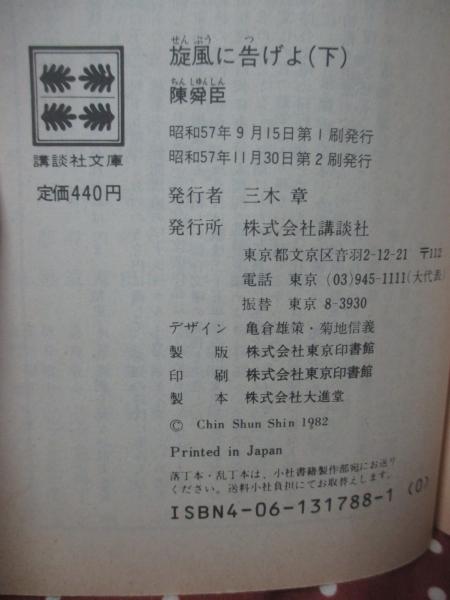 せんぷう つ
旋風に告げよ(下)
ちんしゅんしん
陳舜臣
昭和57年9月15日第1刷発行
昭和57年11月30日第2刷発行
講談社文庫
定価440円
発行者 三木 章
発行所 株式会社講談社
東京都文京区音羽2-12-21 〒112
電話 東京 (03)945-1111(大代表)
振替 東京 8-3930
デザイン 亀倉雄策・菊地信義
製 版 株式会社東京印書館
印 刷 株式会社東京印書館
製 本 株式会社大進堂
© Chin Shun Shin 1982
Printed in Japan
落丁本・乱丁本は、小社書籍製作部宛にお送り
ください。送料小社負担にてお取替えします。
ISBN4-06-131788-1 (0)